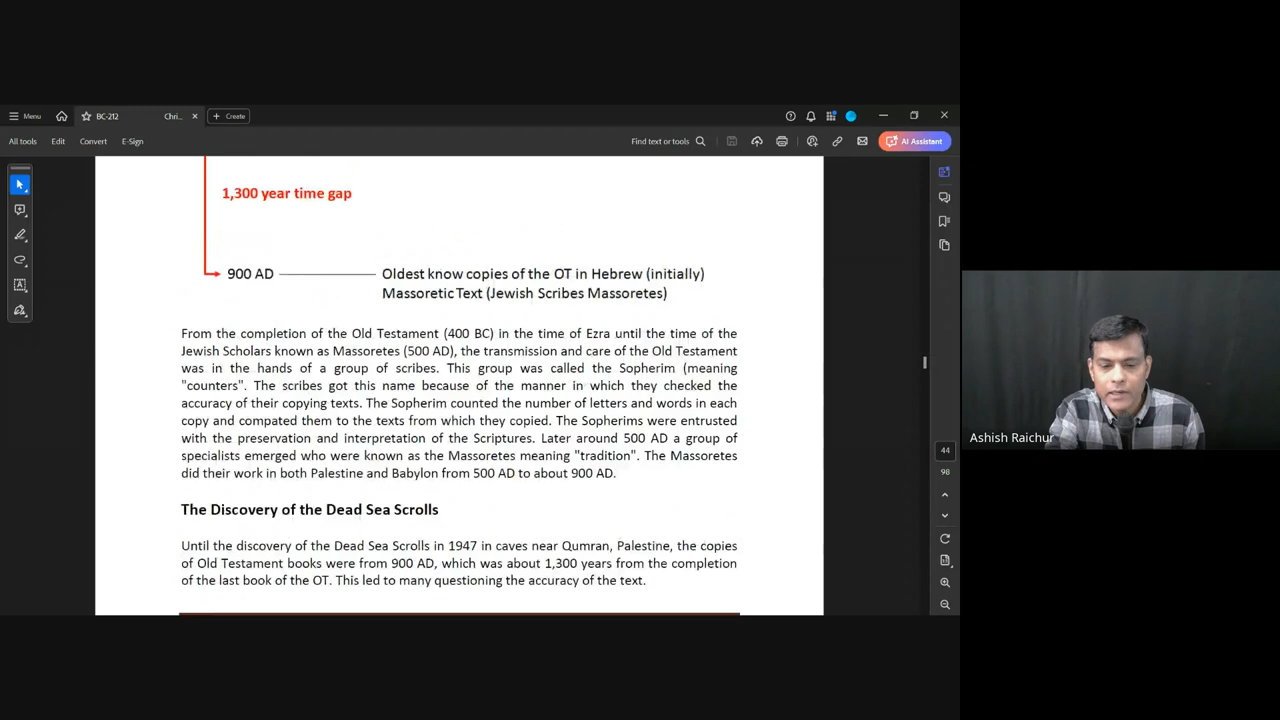 Menu
BC-212
Chri...
Create
All tools
Edit
Convert
E-Sign
Find text or tools
AI Assistant
1,300 year time gap
900 AD
Oldest know copies of the OT in Hebrew (initially)
Massoretic Text (Jewish Scribes Massoretes)
From the completion of the Old Testament (400 BC) in the time of Ezra until the time of the
Jewish Scholars known as Massoretes (500 AD), the transmission and care of the Old Testament
was in the hands of a group of scribes. This group was called the Sopherim (meaning
"counters". The scribes got this name because of the manner in which they checked the
accuracy of their copying texts. The Sopherim counted the number of letters and words in each
copy and compated them to the texts from which they copied. The Sopherims were entrusted
with the preservation and interpretation of the Scriptures. Later around 500 AD a group of
specialists emerged who were known as the Massoretes meaning "tradition". The Massoretes
did their work in both Palestine and Babylon from 500 AD to about 900 AD.
The Discovery of the Dead Sea Scrolls
Until the discovery of the Dead Sea Scrolls in 1947 in caves near Qumran, Palestine, the copies
of Old Testament books were from 900 AD, which was about 1,300 years from the completion
of the last book of the OT. This led to many questioning the accuracy of the text.
44
98
Ashish Raichur